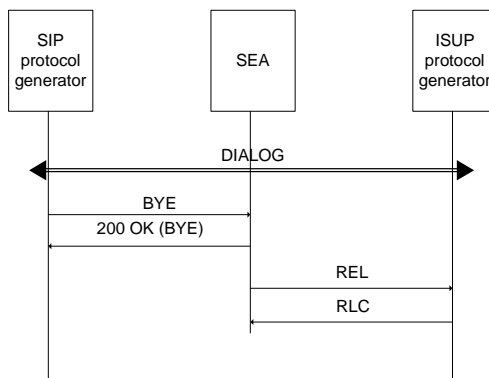 SIP
protocol
generator
SEA
ISUP
protocol
generator
DIALOG
BYE
200 OK (BYE)
REL
RLC